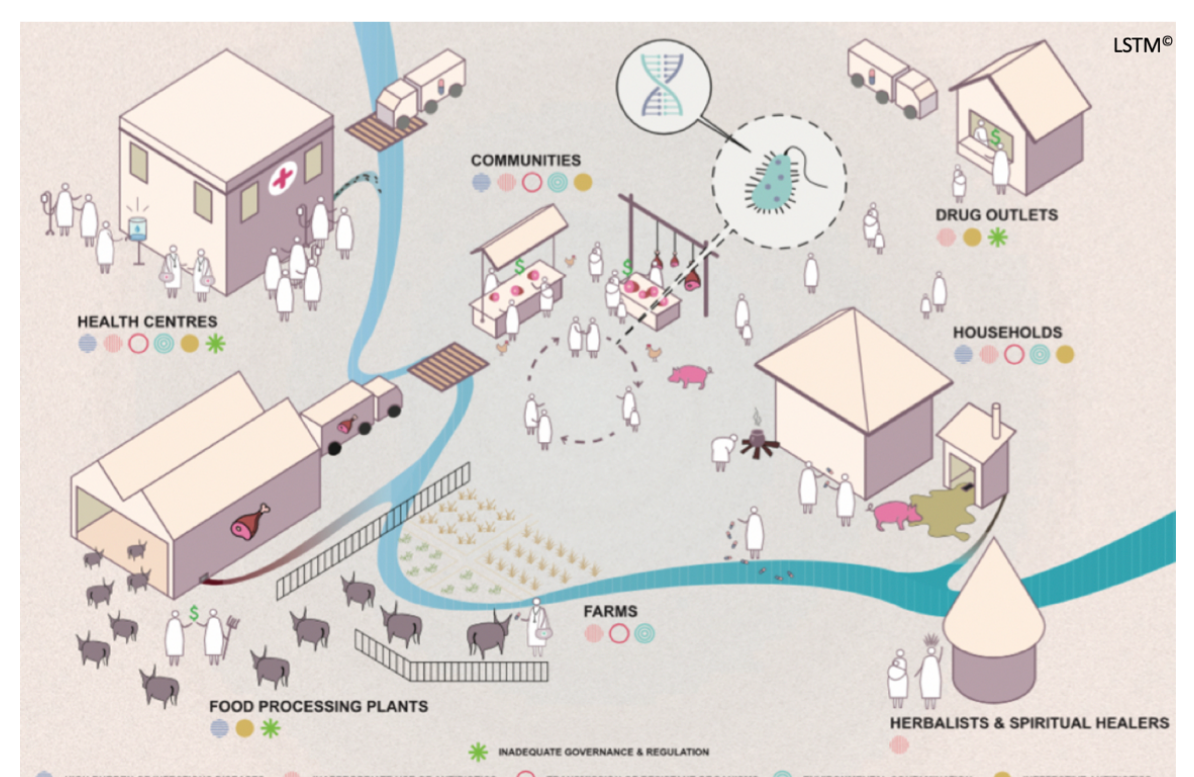 LSTM©
COMMUNITIES
DRUG OUTLETS
HEALTH CENTRES
HOUSEHOLDS
FARMS
FOOD PROCESSING PLANTS
HERBALISTS & SPIRITUAL HEALERS
INADEQUATE GOVERNANCE & REGULATION